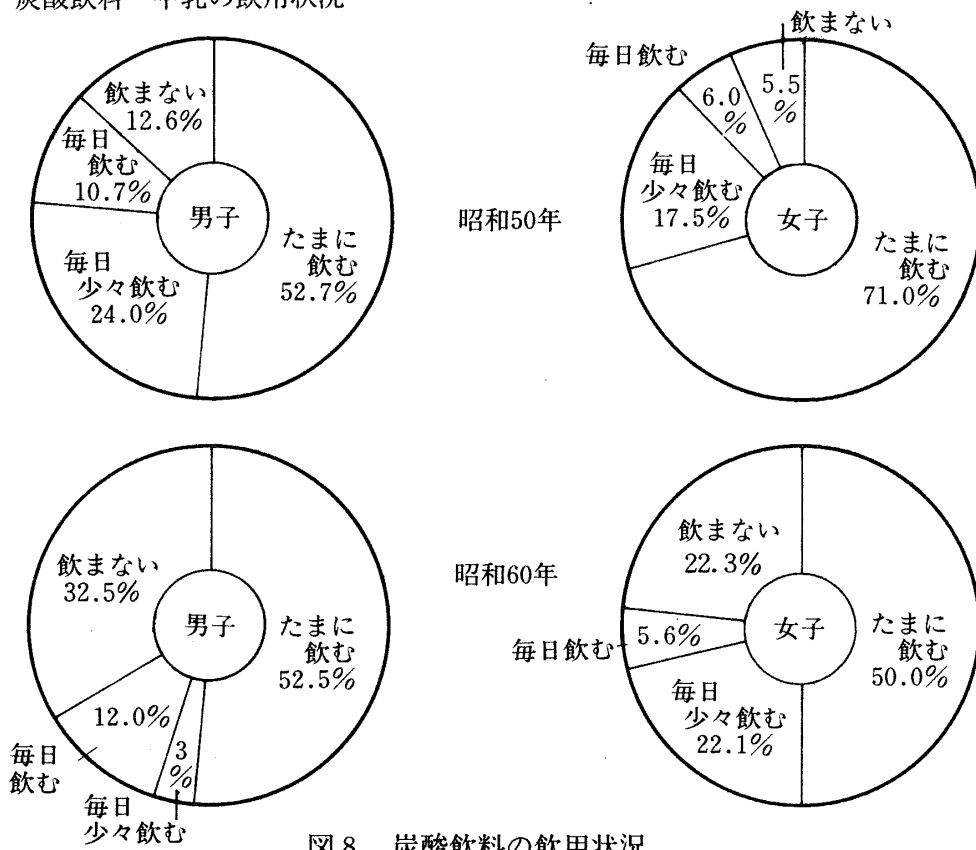 炭酸飲料 牛乳の飲用状況
飲まない
12.6%
毎日
飲む
10.7%
毎日
少々飲む
24.0%
男子
たまに
飲む
52.7%
昭和50年
飲まない
5.5
%
毎日飲む
6.0
%
毎日
少々飲む
17.5%
女子
たまに
飲む
71.0%
飲まない
32.5%
男子
たまに
飲む
52.5%
12.0%
毎日
飲む
3
%
毎日
少々飲む
昭和60年
飲まない
22.3%
毎日飲む
5.6%
女子
たまに
飲む
50.0%
毎日
少々飲む
22.1%
図8 炭酸飲料の飲用状況